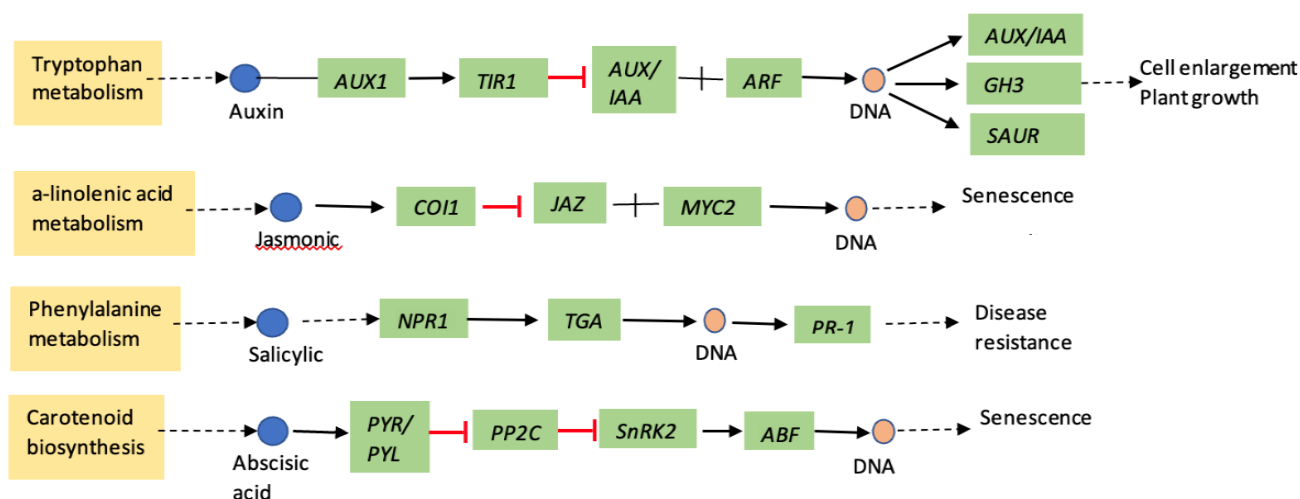 Tryptophan
metabolism
Auxin
AUX1
TIR1
AUX/
IAA
ARF
DNA
AUX/IAA
GH3
SAUR
Cell enlargement
Plant growth
a-linolenic acid
metabolism
Jasmonic
COI1
JAZ
MYC2
DNA
Senescence
Phenylalanine
metabolism
Salicylic
NPR1
TGA
DNA
PR-1
Disease
resistance
Carotenoid
biosynthesis
Abscisic
acid
PYR/
PYL
PP2C
SnRK2
ABF
DNA
Senescence